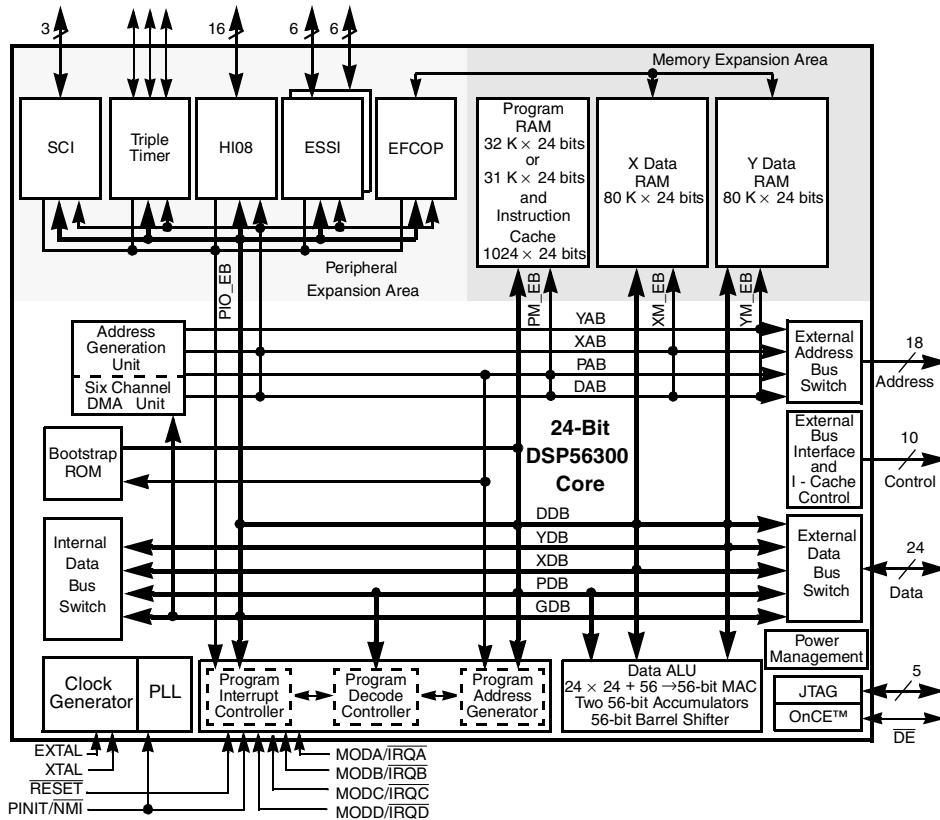 3
16
6
6
Memory Expansion Area
SCI
Triple
Timer
HI08
ESSI
EFCOP
Program
RAM
32 K × 24 bits
or
31 K × 24 bits
and
Instruction
Cache
1024 × 24 bits
X Data
RAM
80 K × 24 bits
Y Data
RAM
80 K × 24 bits
Peripheral
Expansion Area
PIO_EB
PM_EB
XM_EB
YM_EB
Address
Generation
Unit
Six Channel
DMA Unit
YAB
XAB
PAB
DAB
External
Address
Bus
Switch
18
Address
Bootstrap
ROM
24-Bit
DSP56300
Core
External
Bus
Interface
and
I - Cache
Control
10
Control
Internal
Data
Bus
Switch
DDB
YDB
XDB
PDB
GDB
External
Data
Bus
Switch
24
Data
Power
Management
Clock
Generator
PLL
Program
Interrupt
Controller
Program
Decode
Controller
Program
Address
Generator
Data ALU
24 × 24 + 56 →56-bit MAC
Two 56-bit Accumulators
56-bit Barrel Shifter
JTAG
OnCE™
5
DE
EXTAL
XTAL
RESET
PINIT/NMI
MODA/IRQA
MODB/IRQB
MODC/IRQC
MODD/IRQD